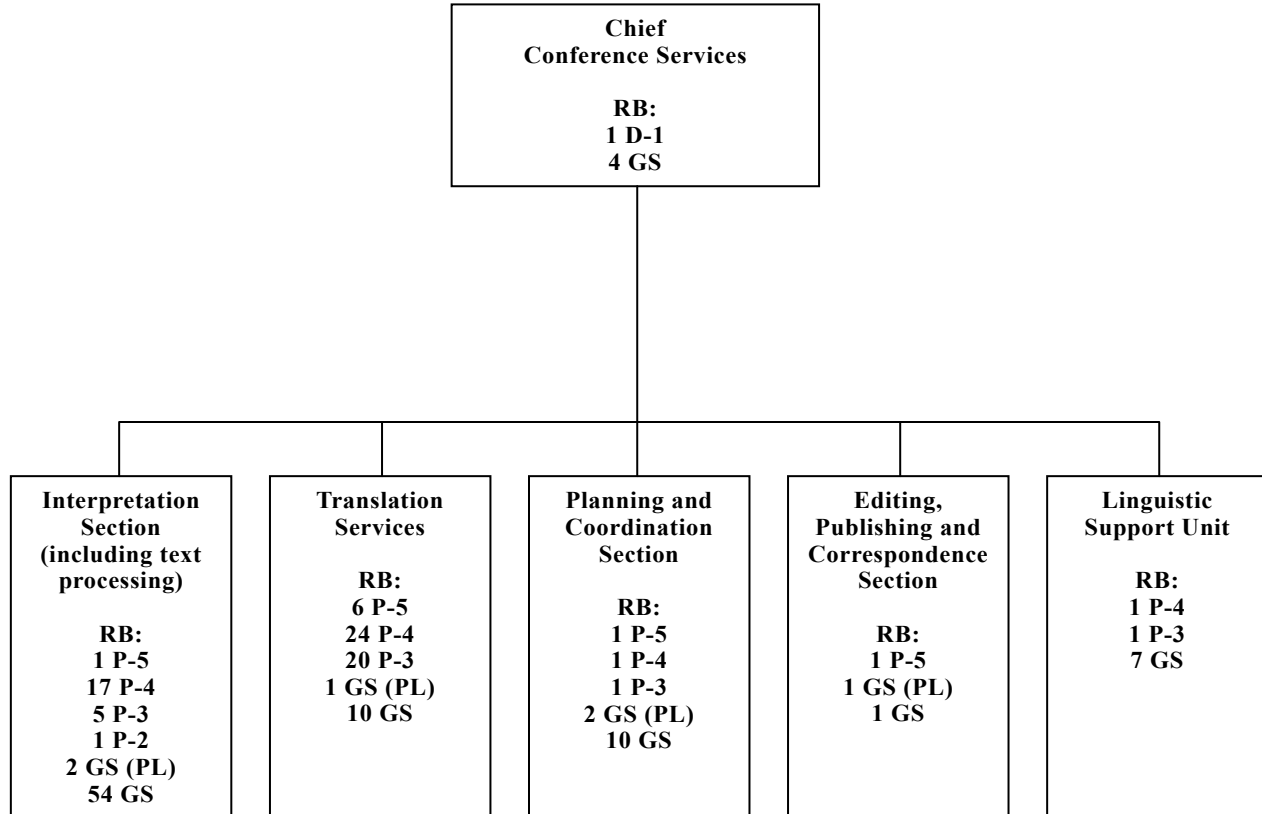 Chief
Conference Services
RB:
1 D-1
4 GS
Interpretation
Section
(including text
processing)
RB:
1 P-5
17 P-4
5 P-3
1 P-2
2 GS (PL)
54 GS
Translation
Services
RB:
6 P-5
24 P-4
20 P-3
1 GS (PL)
10 GS
Planning and
Coordination
Section
RB:
1 P-5
1 P-4
1 P-3
2 GS (PL)
10 GS
Editing,
Publishing and
Correspondence
Section
RB:
1 P-5
1 GS (PL)
1 GS
Linguistic
Support Unit
RB:
1 P-4
1 P-3
7 GS